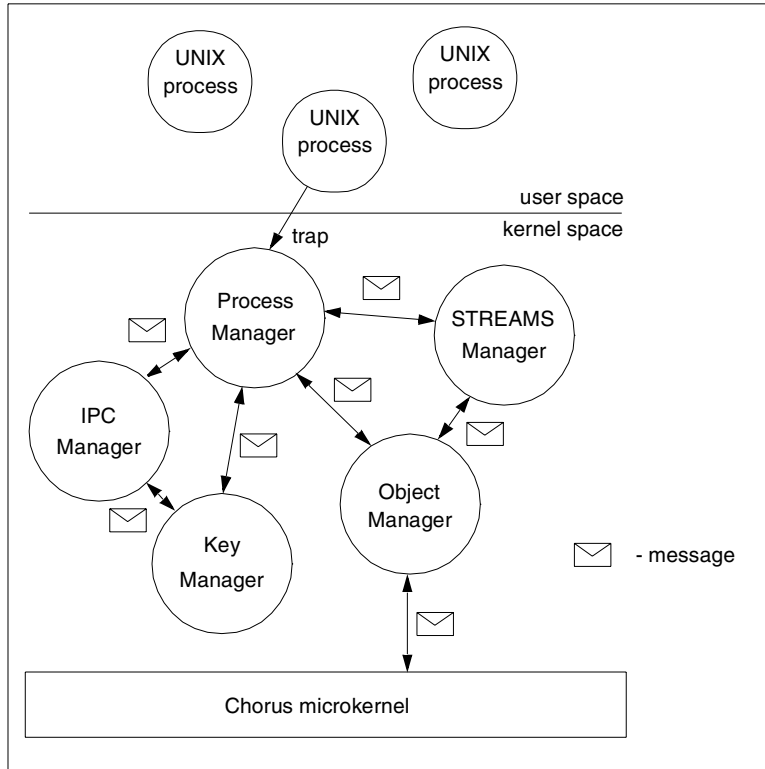 UNIX
process
UNIX
process
UNIX
process
user space
kernel space
trap
Process
Manager
STREAMS
Manager
IPC
Manager
Object
Manager
Key
Manager
- message
Chorus microkernel